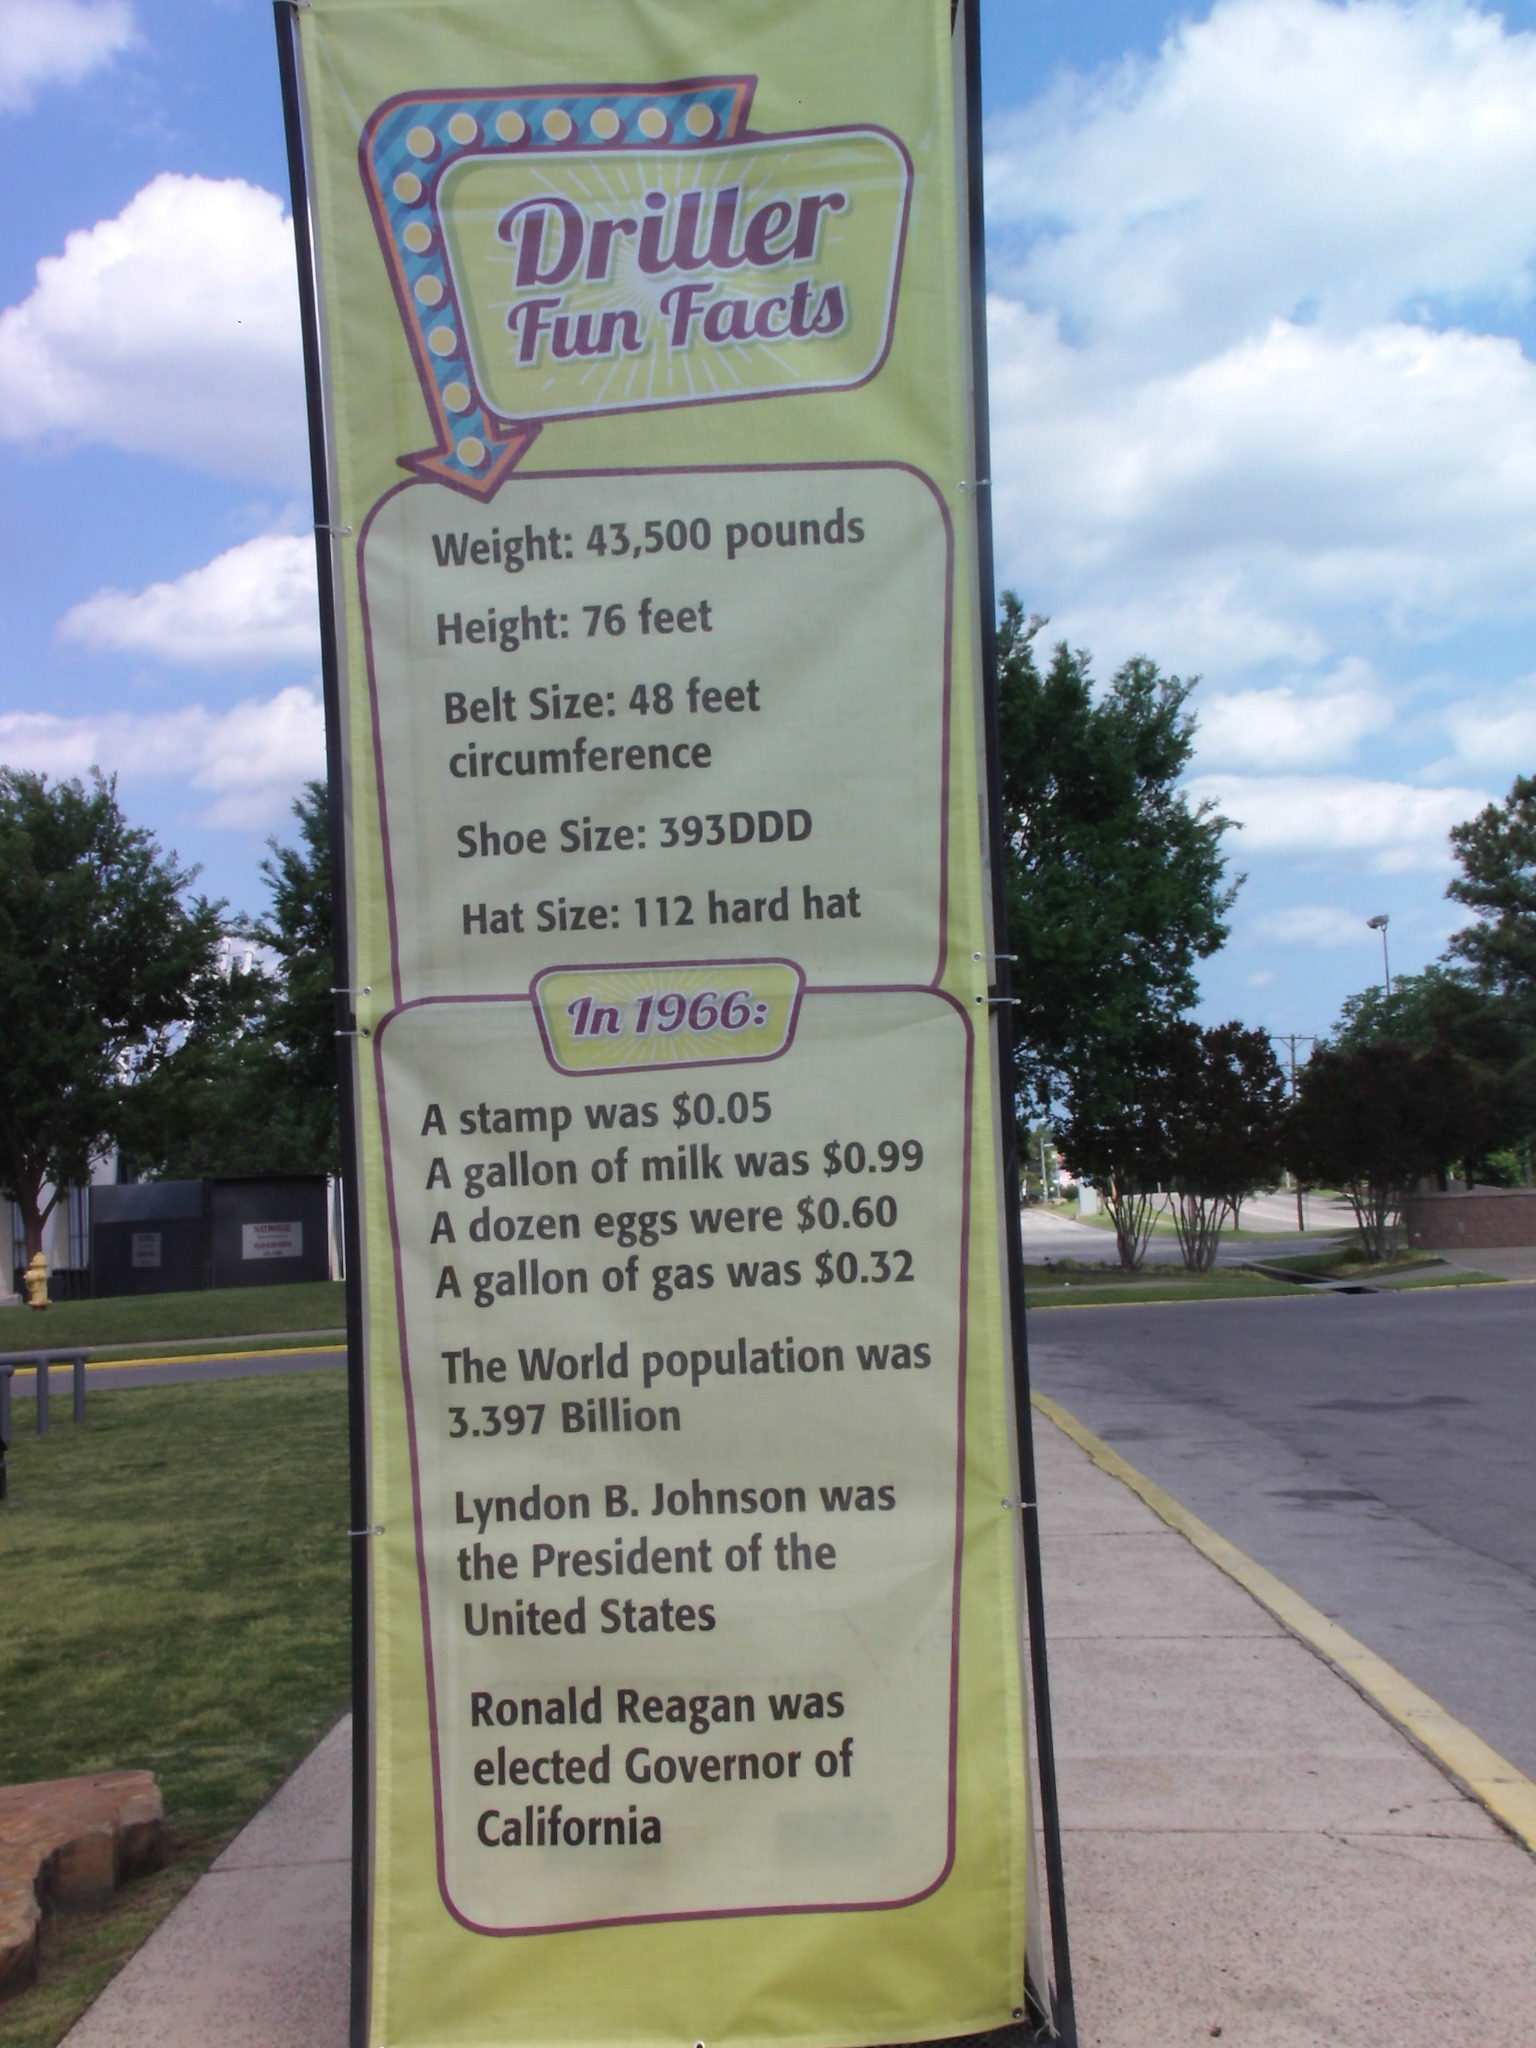 Driller
Fun Facts
Weight: 43,500 pounds
Height: 76 feet
Belt Size: 48 feet
circumference
Shoe Size: 393DDD
Hat Size: 112 hard hat
In 1966:
A stamp was $0.05
A gallon of milk was $0.99
A dozen eggs were $0.60
A gallon of gas was $0.32
The World population was
3.397 Billion
Lyndon B. Johnson was
the President of the
United States
Ronald Reagan was
elected Governor of
California
NATIONAL